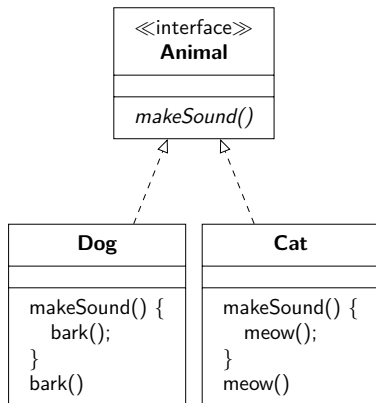 ≪interface≫
Animal
makeSound()
Dog
makeSound() {
bark();
}
bark()
Cat
makeSound() {
meow();
}
meow()